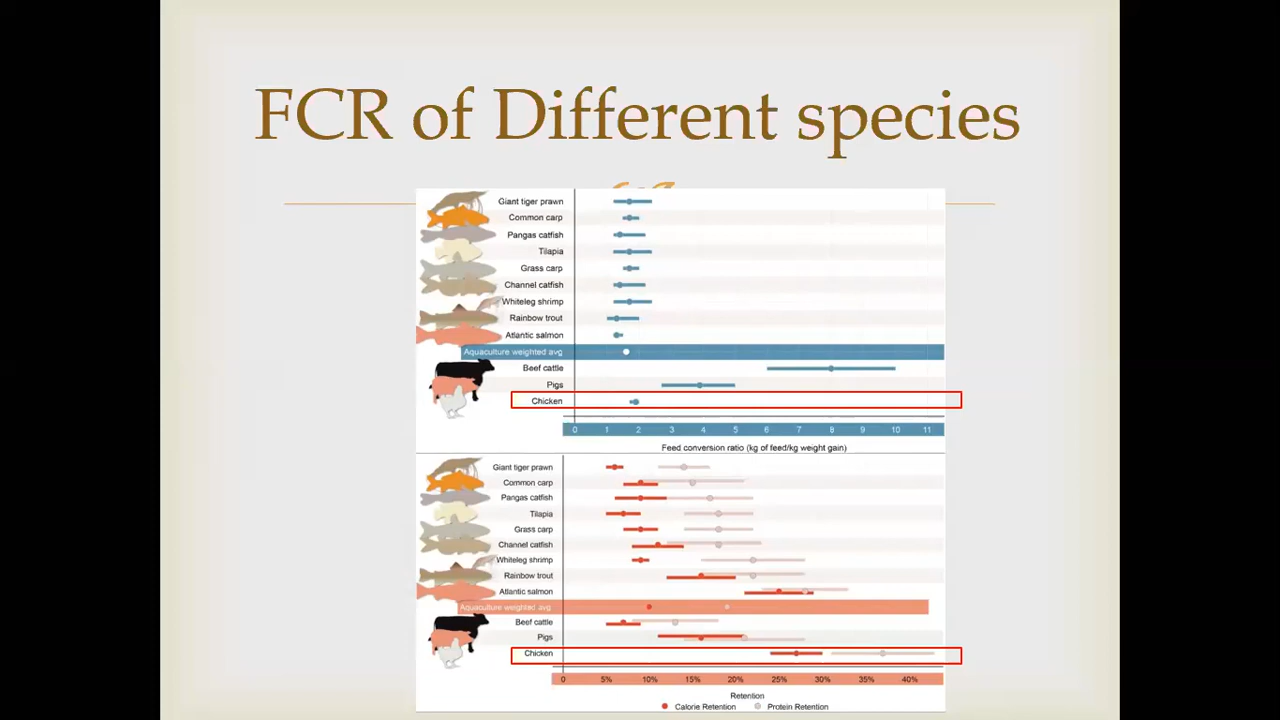 FCR of Different species
Giant tiger prawn
Common carp
Pangas catfish
Tilapia
Grass carp
Channel catfish
Whiteleg shrimp
Rainbow trout
Atlantic salmon
Aquaculture weighted avg
Beef cattle
Pigs
Chicken
0 1 2 3 4 5 6 7 8 9 10 11
Feed conversion ratio (kg of feed/kg weight gain)
Giant tiger prawn
Common carp
Pangas catfish
Tilapia
Grass carp
Channel catfish
Whiteleg shrimp
Rainbow trout
Atlantic salmon
Aquaculture weighted avg
Beef cattle
Pigs
Chicken
0 5% 10% 15% 20% 25% 30% 35% 40%
Retention
Calorie Retention Protein Retention